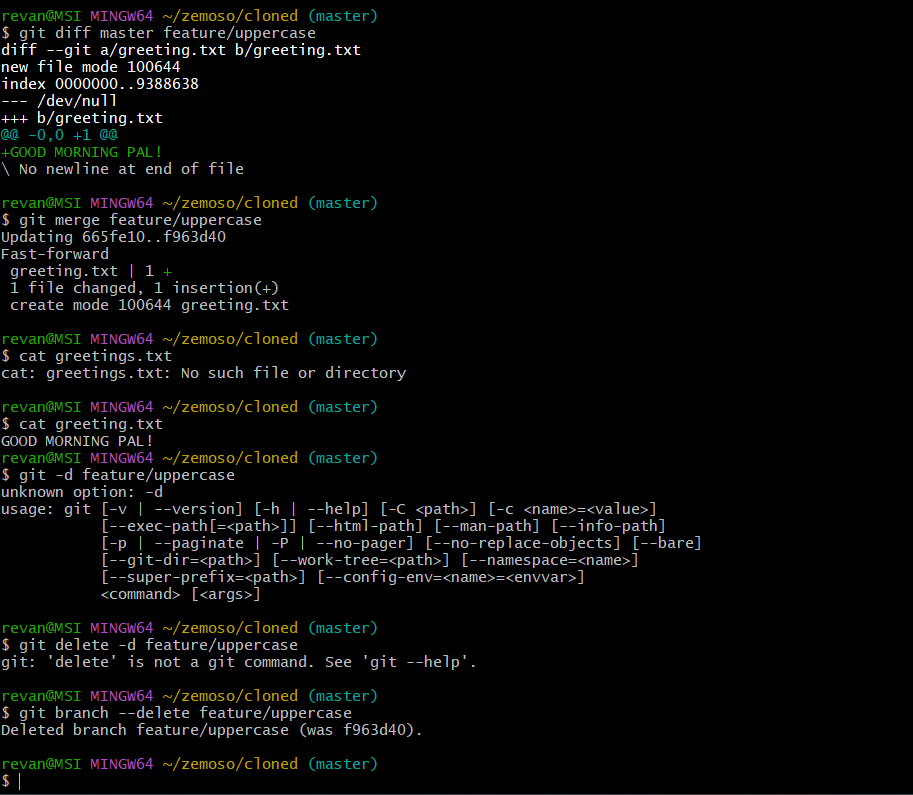 revan@MSI MINGW64 ~/zemoso/cloned (master)
$ git diff master feature/uppercase
diff --git a/greeting.txt b/greeting.txt
new file mode 100644
index 0000000..9388638
--- /dev/null
+++ b/greeting.txt
@@ -0,0 +1 @@
+GOOD MORNING PAL!
\ No newline at end of file

revan@MSI MINGW64 ~/zemoso/cloned (master)
$ git merge feature/uppercase
Updating 665fe10..f963d40
Fast-forward
 greeting.txt | 1 +
 1 file changed, 1 insertion(+)
 create mode 100644 greeting.txt

revan@MSI MINGW64 ~/zemoso/cloned (master)
$ cat greetings.txt
cat: greetings.txt: No such file or directory

revan@MSI MINGW64 ~/zemoso/cloned (master)
$ cat greeting.txt
GOOD MORNING PAL!
revan@MSI MINGW64 ~/zemoso/cloned (master)
$ git -d feature/uppercase
unknown option: -d
usage: git [-v | --version] [-h | --help] [-C <path>] [-c <name>=<value>]
           [--exec-path[=<path>]] [--html-path] [--man-path] [--info-path]
           [-p | --paginate | -P | --no-pager] [--no-replace-objects] [--bare]
           [--git-dir=<path>] [--work-tree=<path>] [--namespace=<name>]
           [--super-prefix=<path>] [--config-env=<name>=<envvar>]
           <command> [<args>]

revan@MSI MINGW64 ~/zemoso/cloned (master)
$ git delete -d feature/uppercase
git: 'delete' is not a git command. See 'git --help'.

revan@MSI MINGW64 ~/zemoso/cloned (master)
$ git branch --delete feature/uppercase
Deleted branch feature/uppercase (was f963d40).

revan@MSI MINGW64 ~/zemoso/cloned (master)
$